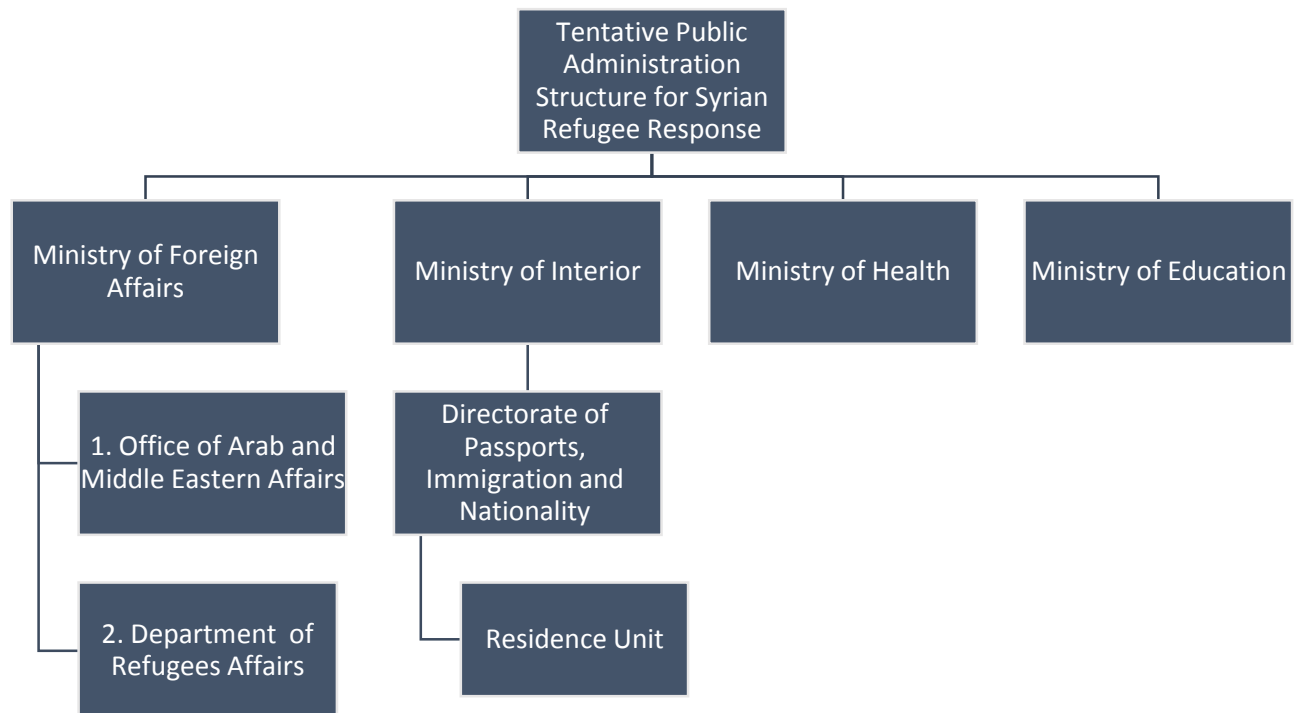 Tentative Public
Administration
Structure for Syrian
Refugee Response
Ministry of Foreign
Affairs
Ministry of Interior
Ministry of Health
Ministry of Education
1. Office of Arab and
Middle Eastern Affairs
Directorate of
Passports,
Immigration and
Nationality
2. Department of
Refugees Affairs
Residence Unit